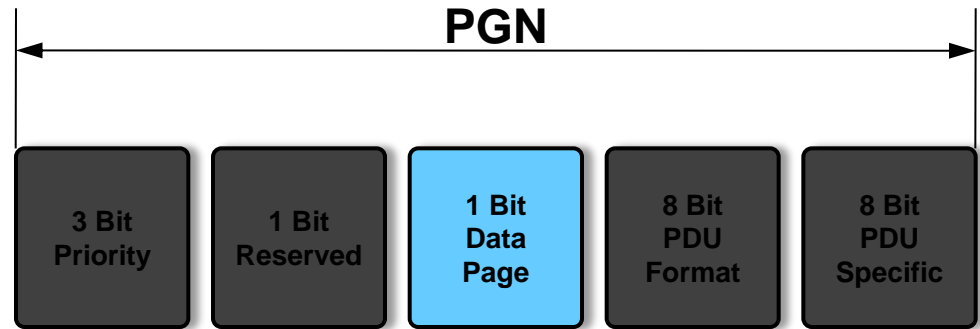 PGN
3 Bit
Priority
1 Bit
Reserved
1 Bit
Data
Page
8 Bit
PDU
Format
8 Bit
PDU
Specific